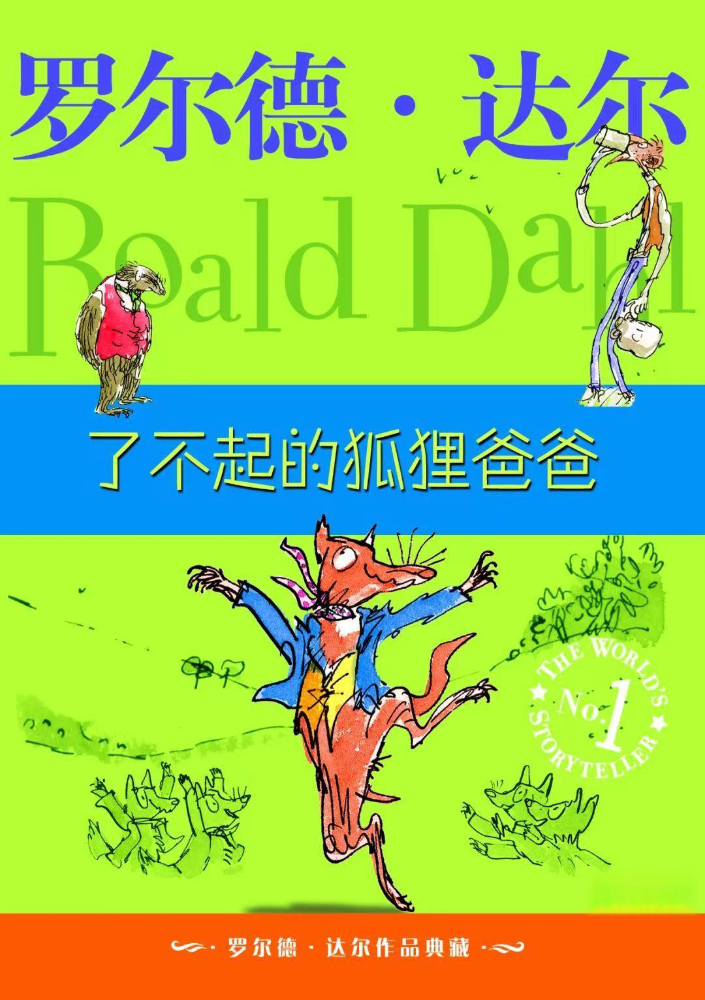 罗尔德·达尔
Roald Dahl
了不起的狐狸爸爸
THE WORLD'S
No.1
STORYTELLER
·罗尔德·达尔作品典藏·